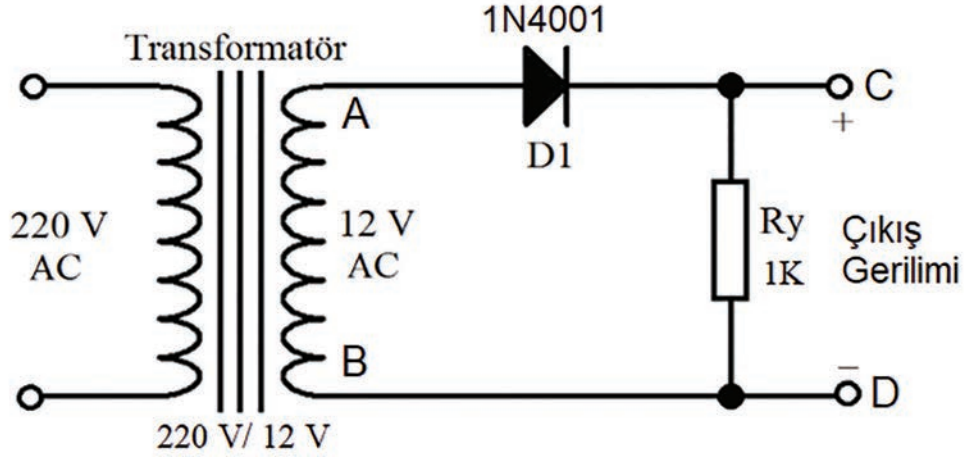 1N4001
Transformatör
A
C
+
D1
220 V
AC
12 V
AC
Ry
1K
Çıkış
Gerilimi
B
–
D
220 V/ 12 V